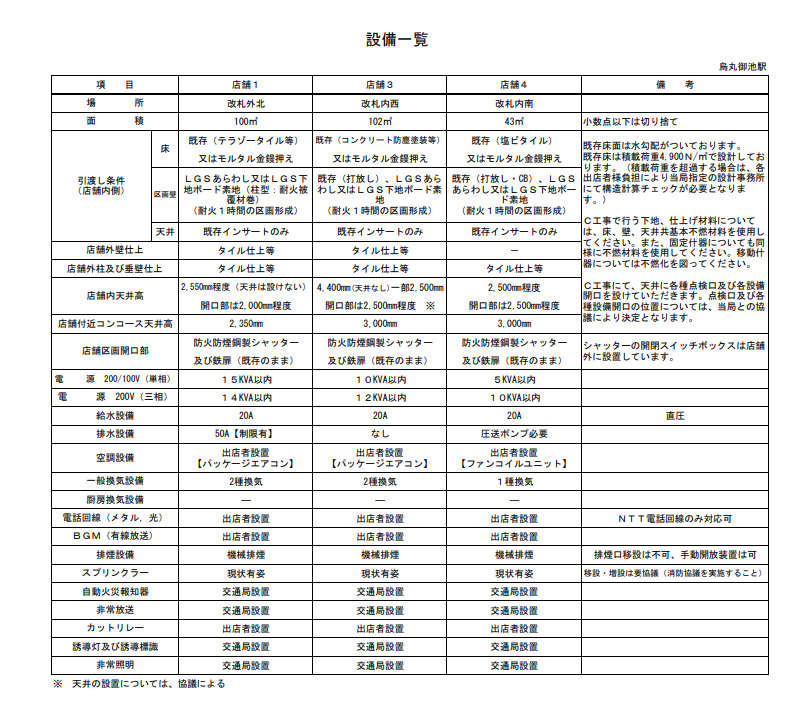 設備一覧
烏丸御池駅
項　目　店舗１　店舗３　店舗４　備　考
場　所　改札外北　改札内西　改札内南
面　積　100㎡　102㎡　43㎡　小数点以下は切り捨て
引渡し条件
（店舗内側）
床
既存（テラゾータイル等）
又はモルタル金鏝押え
既存（コンクリート防塵塗装等）
又はモルタル金鏝押え
既存（塩ビタイル）
又はモルタル金鏝押え
区画壁
ＬＧＳあらわし又はＬＧＳ下
地ボード素地（柱型：耐火被
覆材巻）
（耐火１時間の区画形成）
既存（打放し）、ＬＧＳあら
わし又はＬＧＳ下地ボード素
地
（耐火１時間の区画形成）
既存（打放し・CB）、ＬＧＳ
あらわし又はＬＧＳ下地ボー
ド素地
（耐火１時間の区画形成）
天井　既存インサートのみ　既存インサートのみ　既存インサートのみ
既存床面は水勾配がついております。
既存床は積載荷重4,900Ｎ/㎡で設計してお
ります。（積載荷重を超過する場合は、各
出店者様負担により当局指定の設計事務所
にて構造計算チェックが必要となりま
す。）
Ｃ工事で行う下地、仕上げ材料について
は、床、壁、天井共基本不燃材料を使用し
てください。また、固定什器についても同
様に不燃材料を使用してください。移動什
器については不燃化を図ってください。
Ｃ工事にて、天井に各種点検口及び各設備
開口を設けていただきます。点検口及び各
種設備開口の位置については、当局との協
議により決定となります。
店舗外壁仕上　タイル仕上等　タイル仕上等　－
店舗外柱及び垂壁仕上　タイル仕上等　タイル仕上等　タイル仕上等
店舗内天井高
2,550mm程度（天井は設けない）
開口部は2,000mm程度
4,400mm(天井なし)一部2,500mm
開口部は2,500mm程度　※
2,500mm程度
開口部は2,500mm程度
店舗付近コンコース天井高　2,350mm　3,000mm　3,000mm
店舗区画開口部
防火防煙鋼製シャッター
及び鉄扉（既存のまま）
防火防煙鋼製シャッター
及び鉄扉（既存のまま）
防火防煙鋼製シャッター
及び鉄扉（既存のまま）
シャッターの開閉スイッチボックスは店舗
外に設置しています。
電　源　200/100V（単相）　１５KVA以内　１０KVA以内　５KVA以内
電　源　200V（三相）　１４KVA以内　１２KVA以内　１０KVA以内
給水設備　20A　20A　20A　直圧
排水設備　50A【制限有】　なし　圧送ポンプ必要
空調設備
出店者設置
【パッケージエアコン】
出店者設置
【パッケージエアコン】
出店者設置
【ファンコイルユニット】
一般換気設備　2種換気　2種換気　１種換気
厨房換気設備　―　―　―
電話回線（メタル，光）　出店者設置　出店者設置　出店者設置　ＮＴＴ電話回線のみ対応可
ＢＧＭ（有線放送）　出店者設置　出店者設置　出店者設置
排煙設備　機械排煙　機械排煙　機械排煙　排煙口移設は不可、手動開放装置は可
スプリンクラー　現状有姿　現状有姿　現状有姿　移設・増設は要協議（消防協議を実施すること）
自動火災報知器　交通局設置　交通局設置　交通局設置
非常放送　交通局設置　交通局設置　交通局設置
カットリレー　出店者設置　出店者設置　出店者設置
誘導灯及び誘導標識　交通局設置　交通局設置　交通局設置
非常照明　交通局設置　交通局設置　交通局設置
※　天井の設置については、協議による